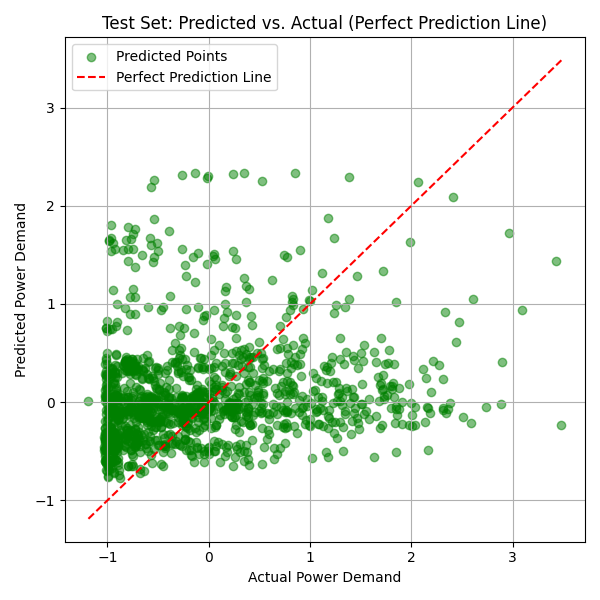 Test Set: Predicted vs. Actual (Perfect Prediction Line)
Predicted Points
Perfect Prediction Line
Predicted Power Demand
3
2
1
0
−1
−1 0 1 2 3
Actual Power Demand